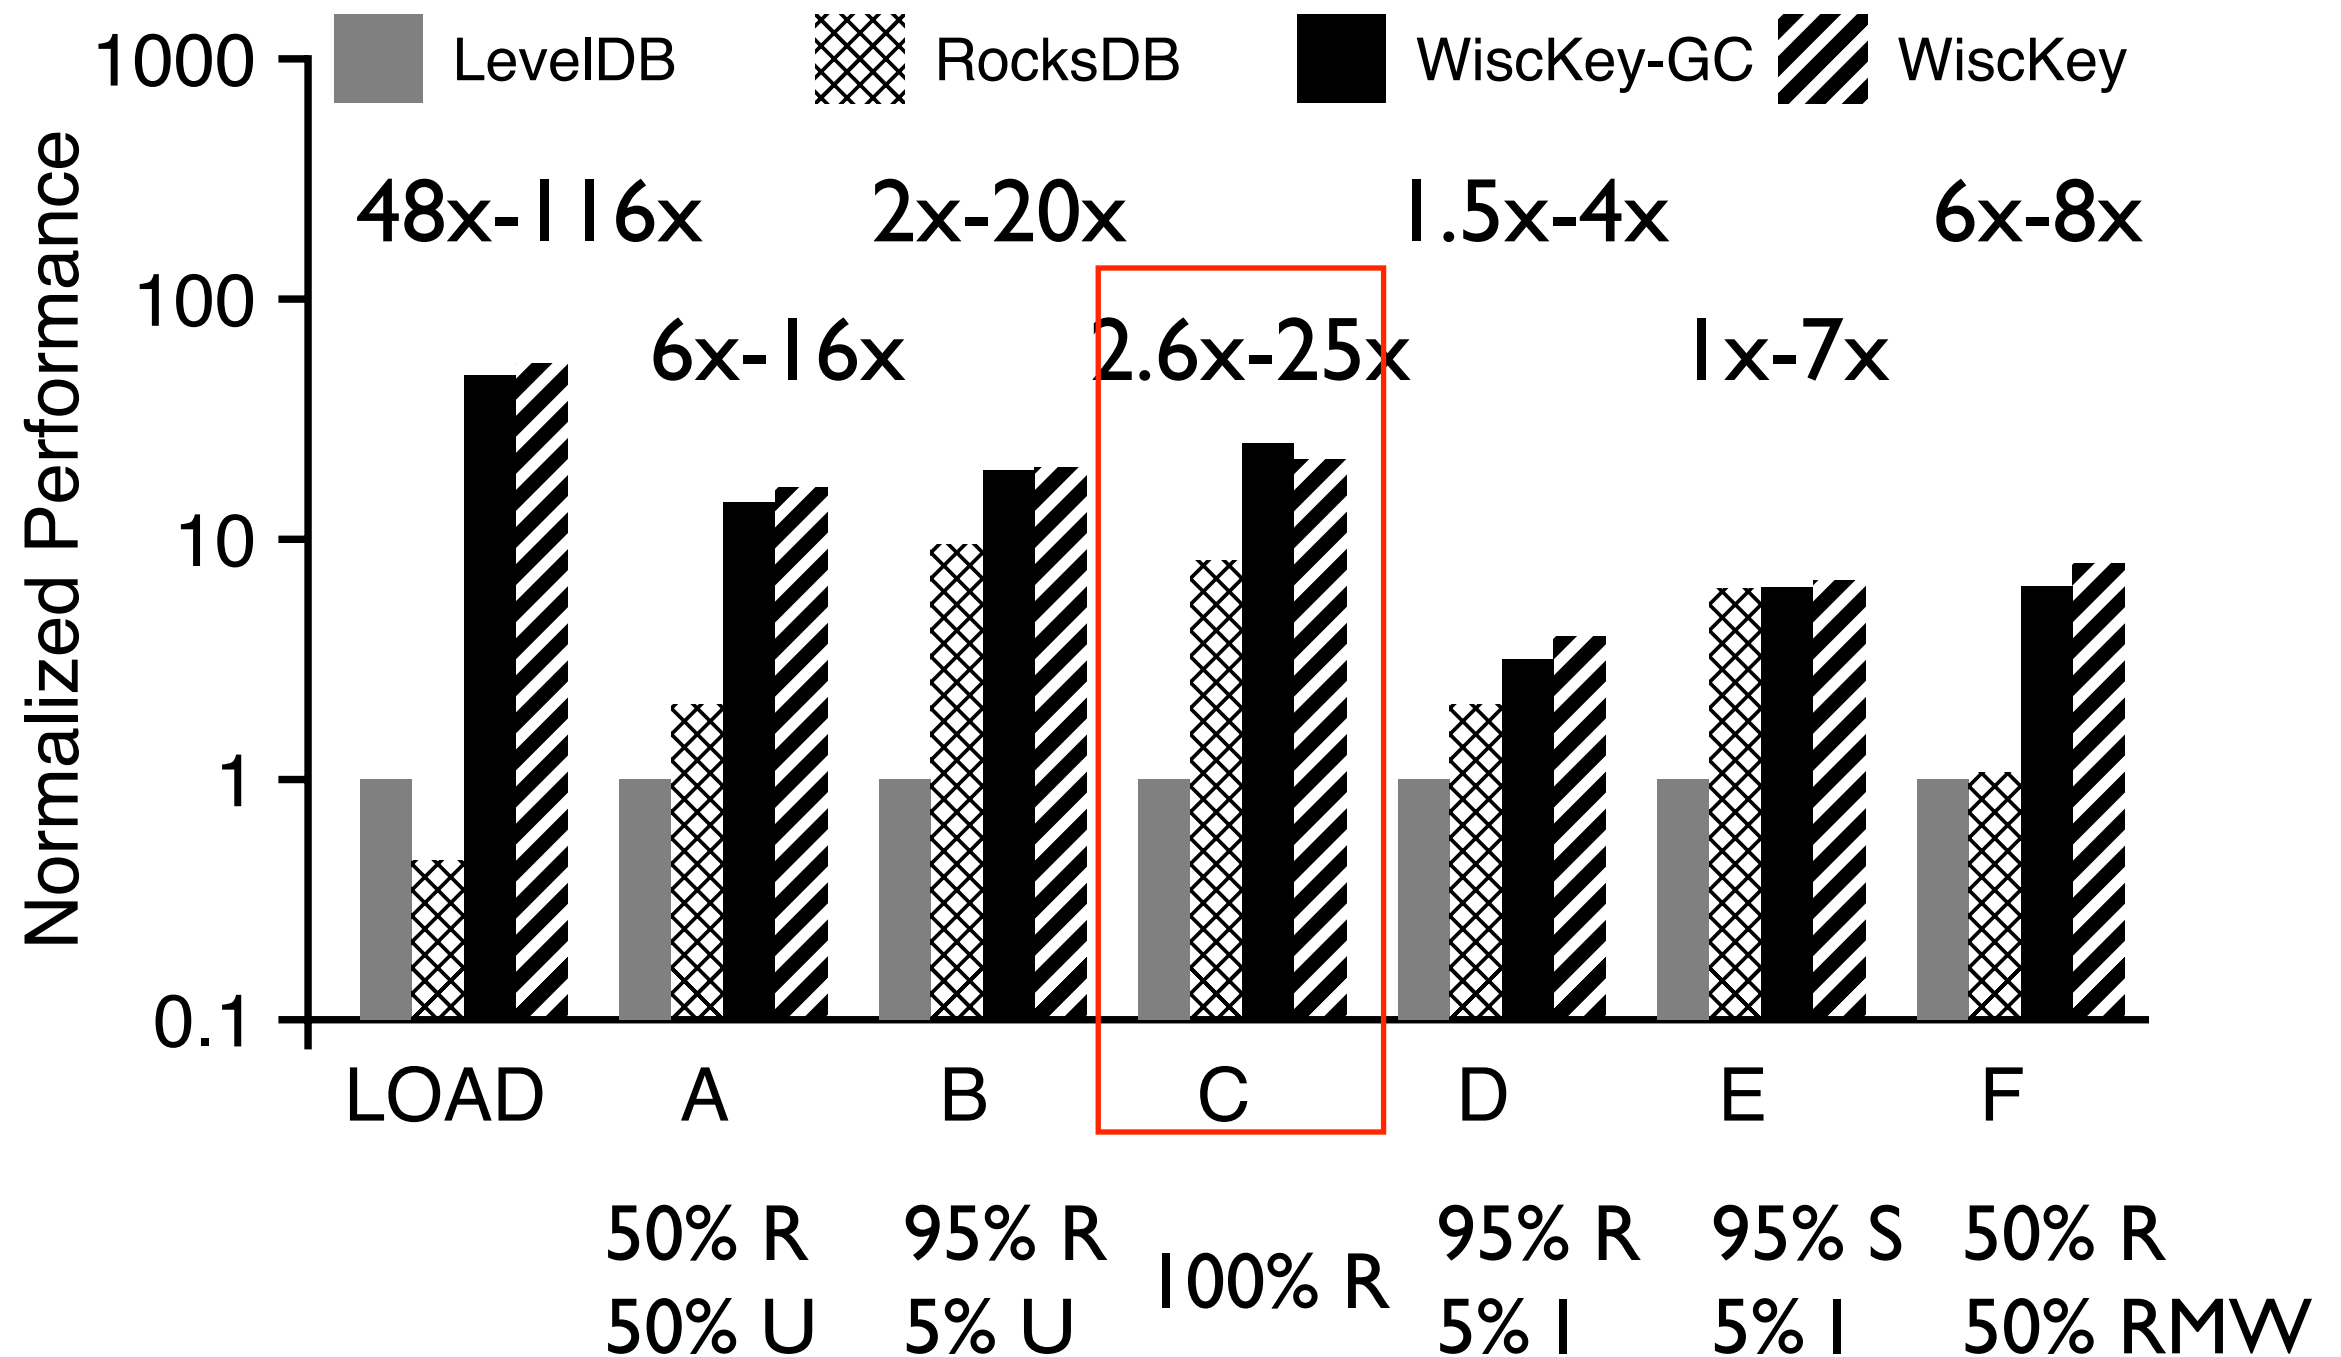 LevelDB RocksDB WiscKey-GC WiscKey
Normalized Performance
1000
100
10
1
0.1
48x-116x 2x-20x 1.5x-4x 6x-8x
6x-16x 2.6x-25x 1x-7x
LOAD A B C D E F
50% R 95% R 100% R 95% R 95% S 50% R
50% U 5% U 5% I 5% I 50% RMW